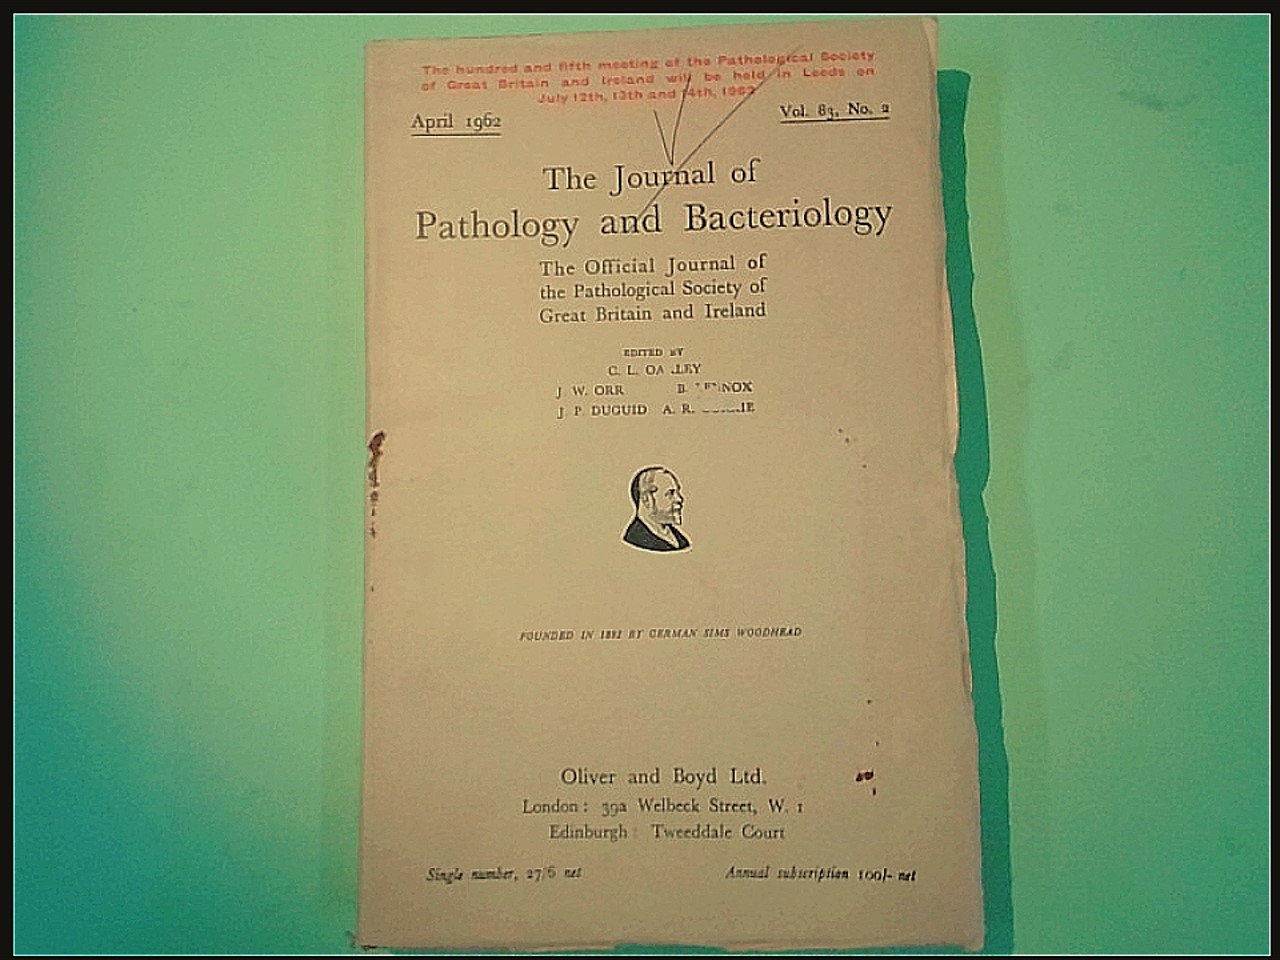 The hundred and fifth meeting of the Pathological Society
of Great Britain and Ireland will be held in Leeds on
July 12th, 13th and 14th, 1962
April 1962
Vol. 83, No. 2
The Journal of
Pathology and Bacteriology
The Official Journal of
the Pathological Society of
Great Britain and Ireland
EDITED BY
C. L.
J. W. ORR B.
J. P. DUGUID A. R.
FOUNDED IN 1892 BY GERMAN SIMS WOODHEAD
Oliver and Boyd Ltd.
London: 39a Welbeck Street, W. 1
Edinburgh: Tweeddale Court
Single number, 27/6 net
Annual subscription 100/- net